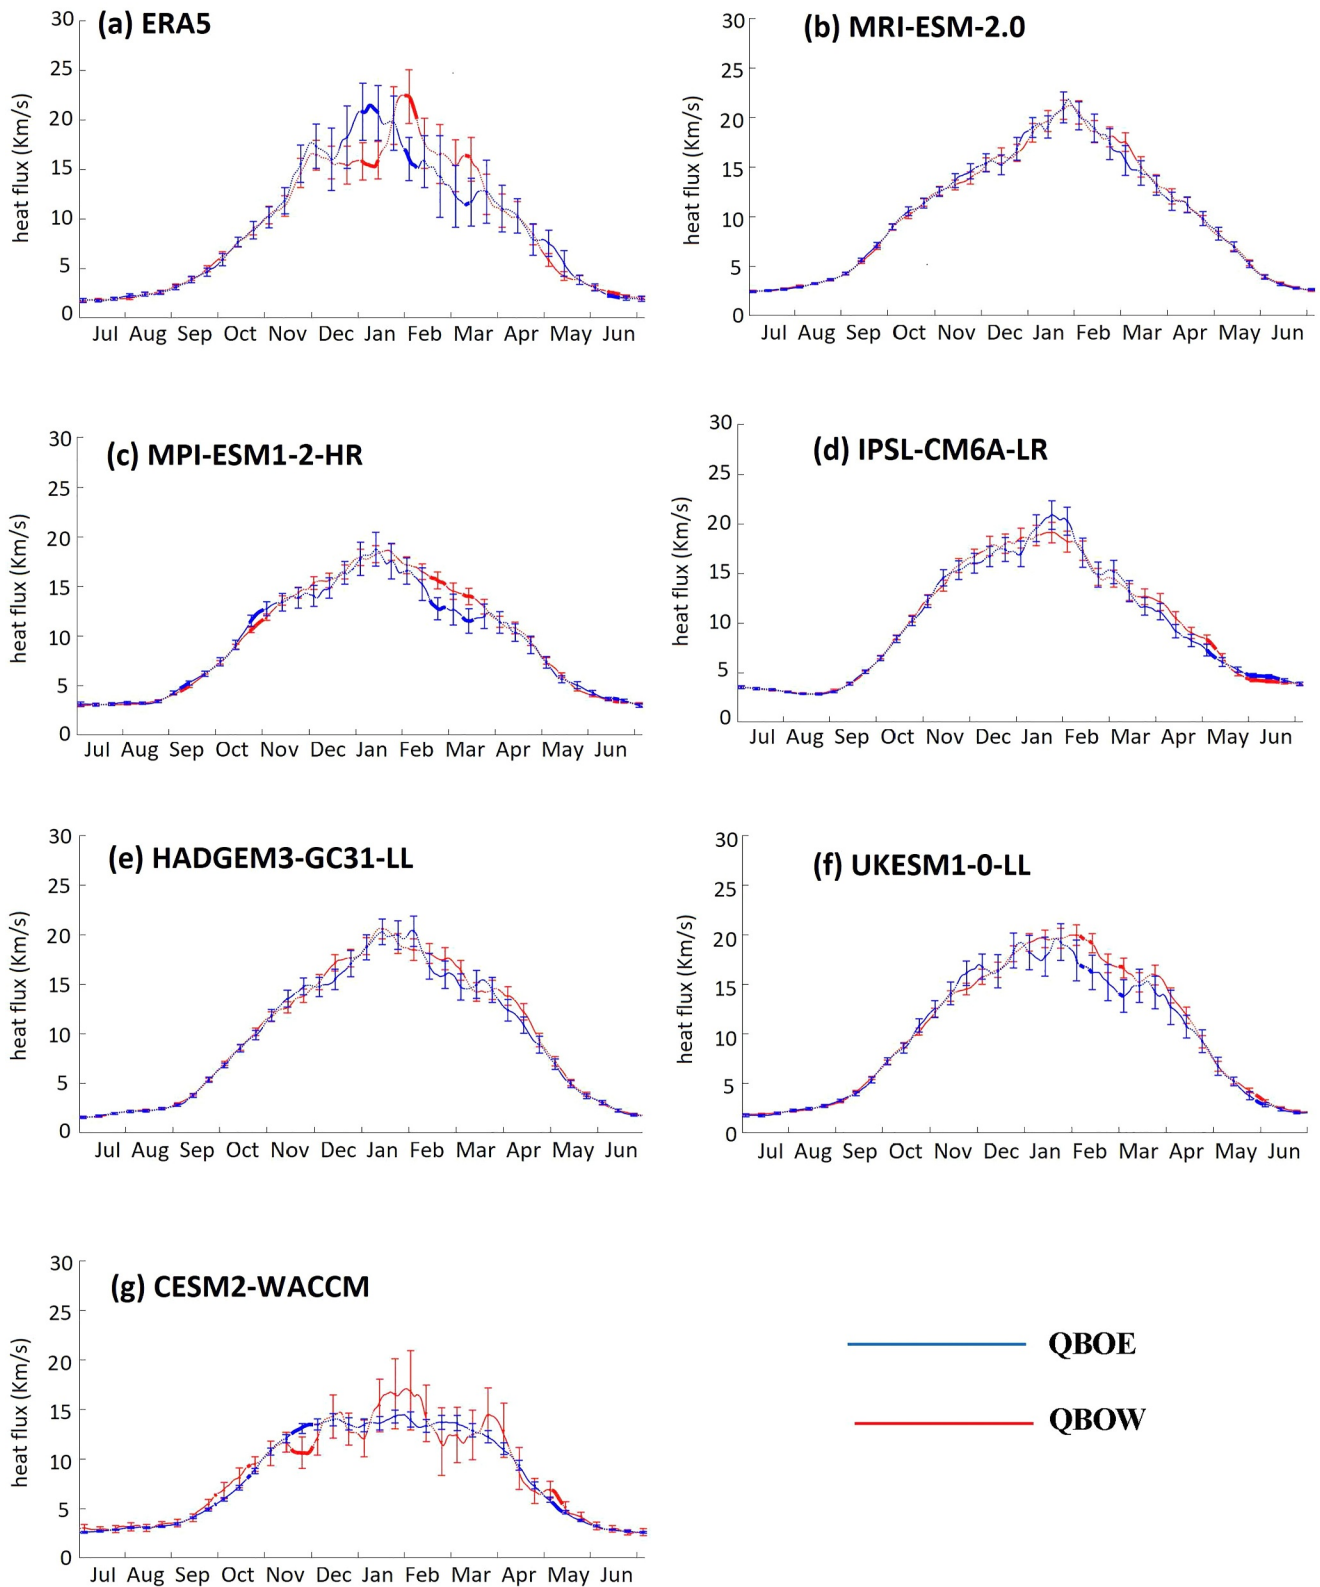 (a) ERA5
heat flux (Km/s)
30
25
20
15
10
5
0
Jul Aug Sep Oct Nov Dec Jan Feb Mar Apr May Jun
(b) MRI-ESM-2.0
heat flux (Km/s)
30
25
20
15
10
5
0
Jul Aug Sep Oct Nov Dec Jan Feb Mar Apr May Jun
(c) MPI-ESM1-2-HR
heat flux (Km/s)
30
25
20
15
10
5
0
Jul Aug Sep Oct Nov Dec Jan Feb Mar Apr May Jun
(d) IPSL-CM6A-LR
heat flux (Km/s)
30
25
20
15
10
5
0
Jul Aug Sep Oct Nov Dec Jan Feb Mar Apr May Jun
(e) HADGEM3-GC31-LL
heat flux (Km/s)
30
25
20
15
10
5
0
Jul Aug Sep Oct Nov Dec Jan Feb Mar Apr May Jun
(f) UKESM1-0-LL
heat flux (Km/s)
30
25
20
15
10
5
0
Jul Aug Sep Oct Nov Dec Jan Feb Mar Apr May Jun
(g) CESM2-WACCM
heat flux (Km/s)
30
25
20
15
10
5
0
Jul Aug Sep Oct Nov Dec Jan Feb Mar Apr May Jun
QBOE
QBOW